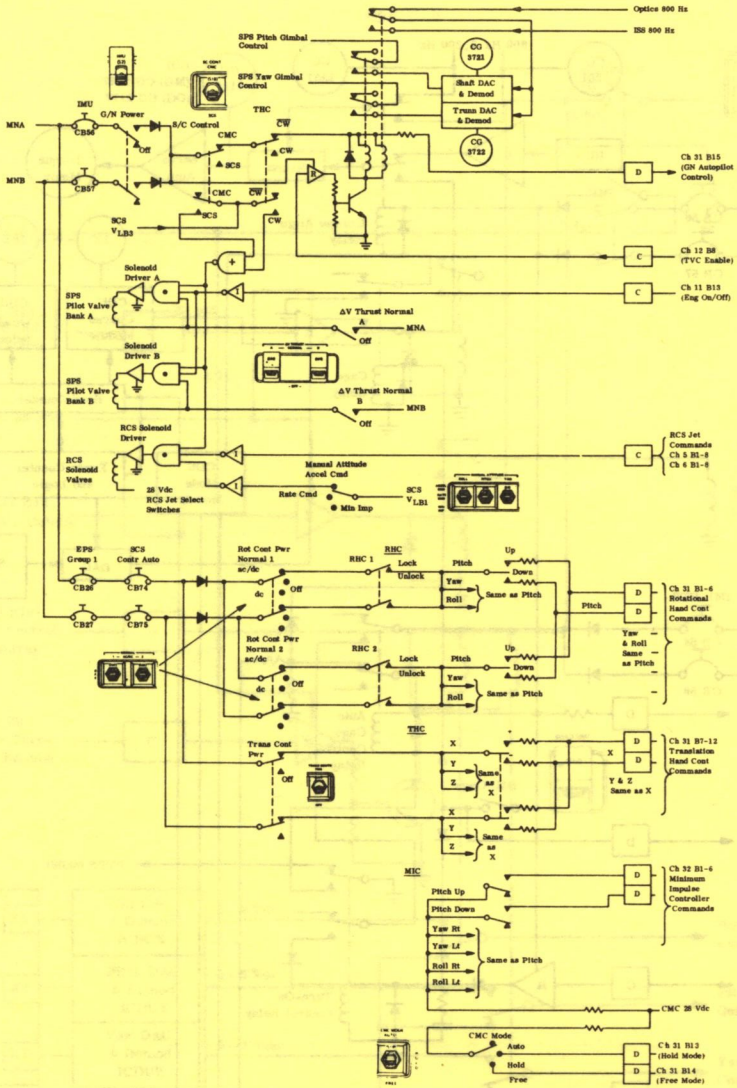 Optics 800 Hz
ISS 800 Hz
SPS Pitch Gimbal
Control
CG
3721
SPS Yaw Gimbal
Control
Shaft DAC
& Demod
Trunn DAC
& Demod
CG
3722
IMU
G/N Power
S/C Control
THC
MNA
CB56
Off
CMC
CW
SCS
CW
MNB
CB57
CMC
CW
SCS
CW
SCS
VLB3
R
D
Ch 31 B15
(GN Autopilot
Control)
C
Ch 12 B8
(TVC Enable)
+
Solenoid
Driver A
I
C
Ch 11 B13
(Eng On/Off)
SPS
Pilot Valve
Bank A
ΔV Thrust Normal
A
MNA
Off
Solenoid
Driver B
SPS
Pilot Valve
Bank B
ΔV Thrust Normal
B
MNB
Off
RCS Solenoid
Driver
I
C
RCS Jet
Commands
Ch 5 B1-8
Ch 6 B1-8
RCS
Solenoid
Valves
I
Manual Attitude
Accel Cmd
Rate Cmd
Min Imp
SCS
VLB1
28 Vdc
RCS Jet Select
Switches
EPS
Group 1
SCS
Contr Auto
CB26
CB74
CB27
CB75
Rot Cont Pwr
Normal 1
ac/dc
dc
Off
RHC
RHC 1
Lock
Unlock
Pitch
Yaw
Roll
Same as Pitch
Up
Down
Pitch
D
D
Ch 31 B1-6
Rotational
Hand Cont
Commands
Yaw
& Roll
Same
as Pitch
Rot Cont Pwr
Normal 2
ac/dc
dc
Off
RHC 2
Lock
Unlock
Pitch
Yaw
Roll
Same as Pitch
Up
Down
THC
Trans Cont
Pwr
Off
X
Y
Z
Same
as
X
X
D
D
Ch 31 B7-12
Translation
Hand Cont
Commands
Y & Z
Same as X
X
Y
Z
Same
as
X
MIC
Pitch Up
Pitch Down
Yaw Rt
Yaw Lt
Roll Rt
Roll Lt
Same as Pitch
D
D
Ch 32 B1-6
Minimum
Impulse
Controller
Commands
CMC 28 Vdc
CMC Mode
Auto
Hold
Free
D
Ch 31 B13
(Hold Mode)
D
Ch 31 B14
(Free Mode)